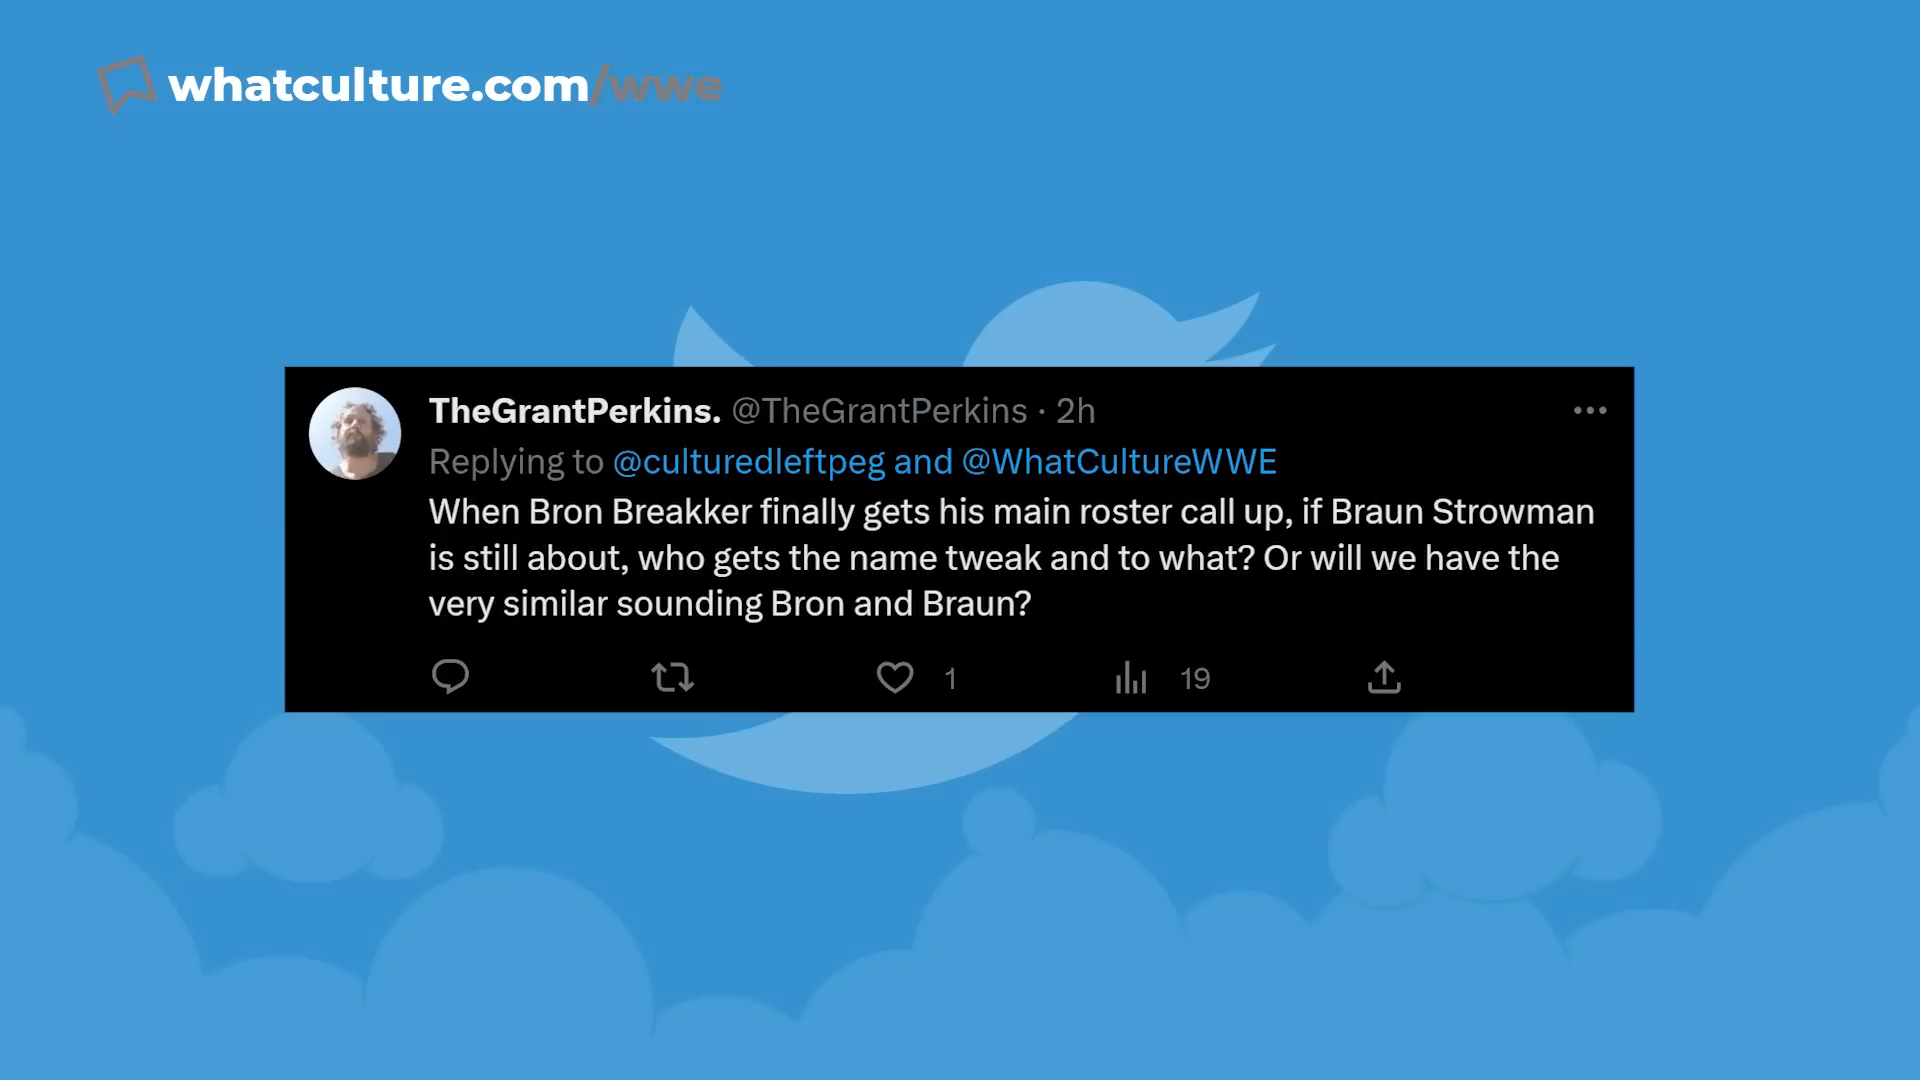 whatculture.com/wwe
TheGrantPerkins. @TheGrantPerkins · 2h
Replying to @culturedleftpeg and @WhatCultureWWE
When Bron Breakker finally gets his main roster call up, if Braun Strowman
is still about, who gets the name tweak and to what? Or will we have the
very similar sounding Bron and Braun?
1 19